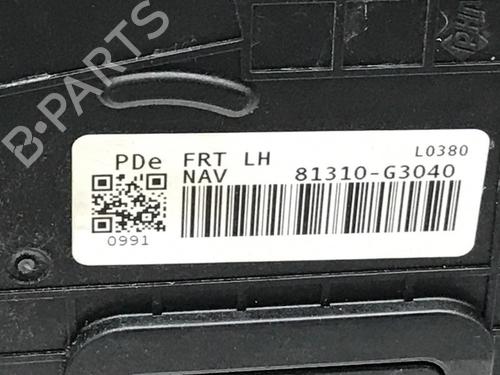 B-PARTS
PDe FRT LH L0380
NAV 81310-G3040
0991